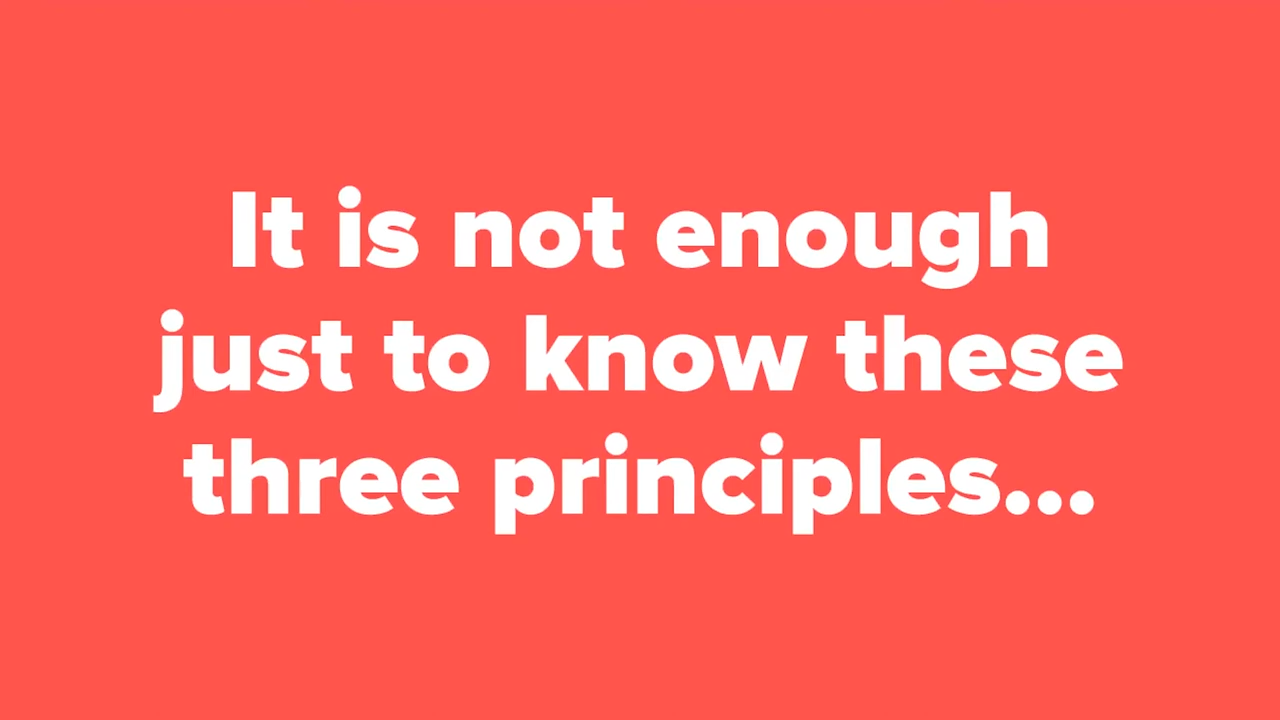 It is not enough
just to know these
three principles...